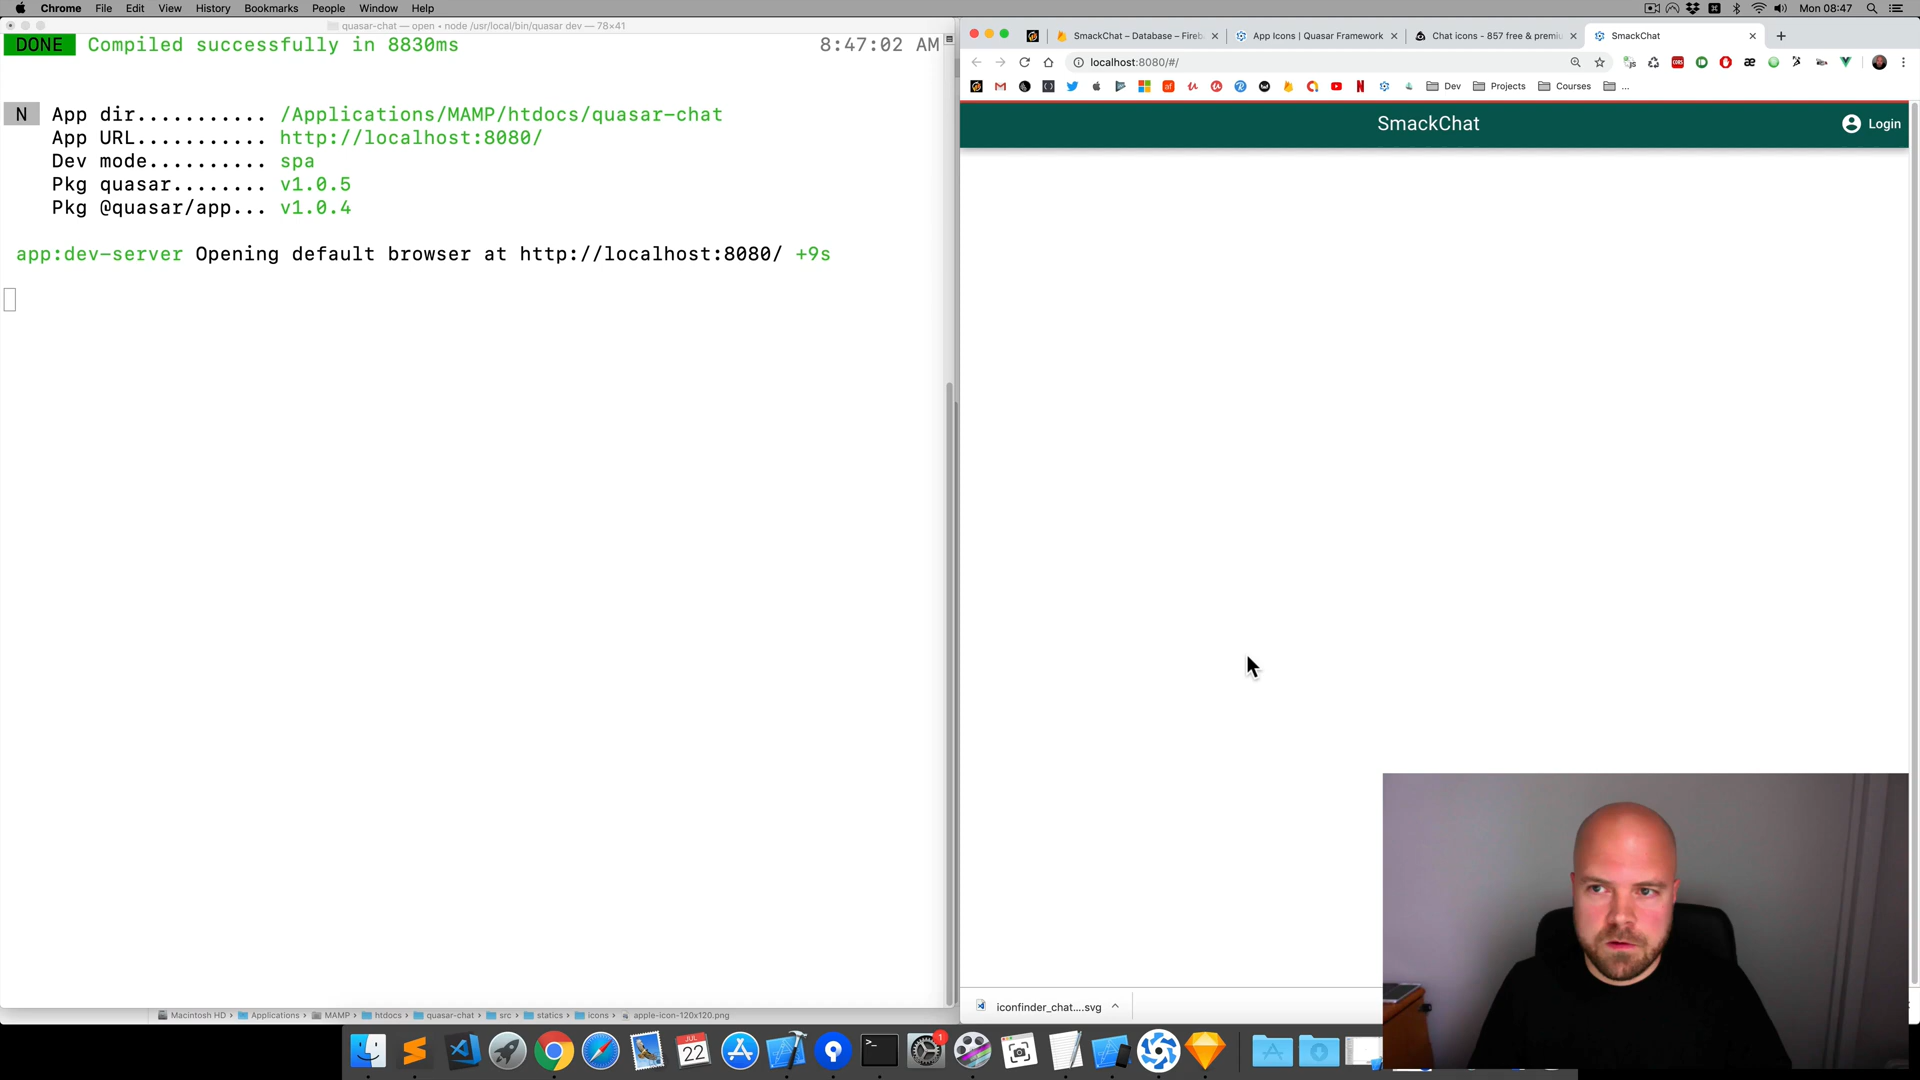 Chrome File Edit View History Bookmarks People Window Help
Mon 08:47
quasar-chat — open • node /usr/local/bin/quasar dev — 78×41
DONE Compiled successfully in 8830ms 8:47:02 AM
N App dir........... /Applications/MAMP/htdocs/quasar-chat
App URL........... http://localhost:8080/
Dev mode.......... spa
Pkg quasar........ v1.0.5
Pkg @quasar/app... v1.0.4
app:dev-server Opening default browser at http://localhost:8080/ +9s
SmackChat – Database – Fireb
App Icons | Quasar Framework
Chat icons - 857 free & premiu
SmackChat
localhost:8080/#/
Dev
Projects
Courses
...
SmackChat
Login
iconfinder_chat....svg
Macintosh HD › Applications › MAMP › htdocs › quasar-chat › src › statics › icons › apple-icon-120x120.png
JUL
22
1